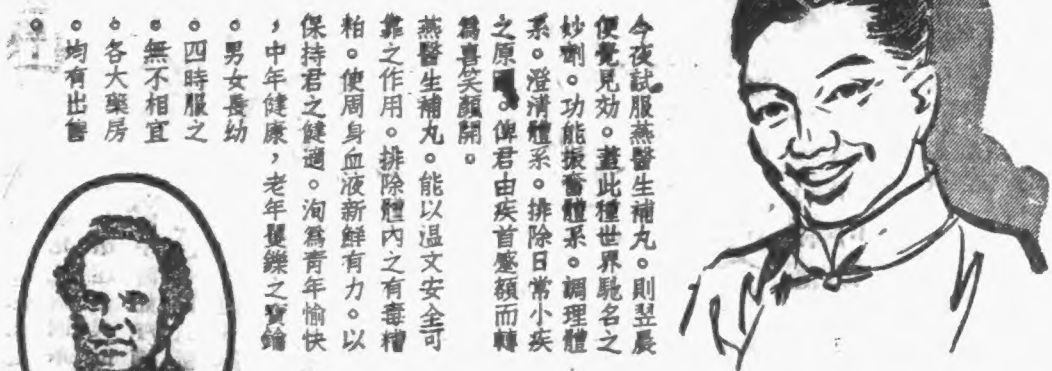 今夜試服燕醫生補丸。則翌晨
便覺見効。蓋此種世界馳名之
妙劑。功能振奮體系。調理體
系。澄清體系。排除日常小疾
之原因。俾君由疾首蹙額而轉
爲喜笑顏開。
燕醫生補丸。能以温文安全可
靠之作用。排除體內之有毒糟
粕。使周身血液新鮮有力。以
保持君之健適。洵爲青年愉快
，中年健康，老年矍鑠之寶鑰
。男女長幼
。四時服之
。無不相宜
。各大藥房
。均有出售
。